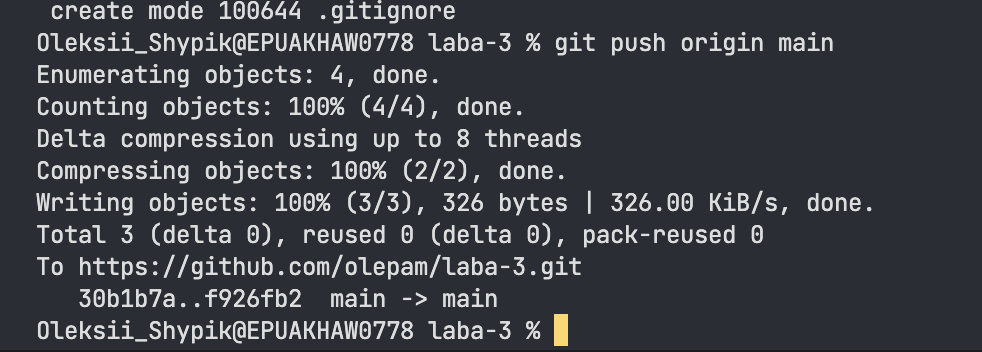 create mode 100644 .gitignore
Oleksii_Shypik@EPUAKHAW0778 laba-3 % git push origin main
Enumerating objects: 4, done.
Counting objects: 100% (4/4), done.
Delta compression using up to 8 threads
Compressing objects: 100% (2/2), done.
Writing objects: 100% (3/3), 326 bytes | 326.00 KiB/s, done.
Total 3 (delta 0), reused 0 (delta 0), pack-reused 0
To https://github.com/olepam/laba-3.git
   30b1b7a..f926fb2  main -> main
Oleksii_Shypik@EPUAKHAW0778 laba-3 %